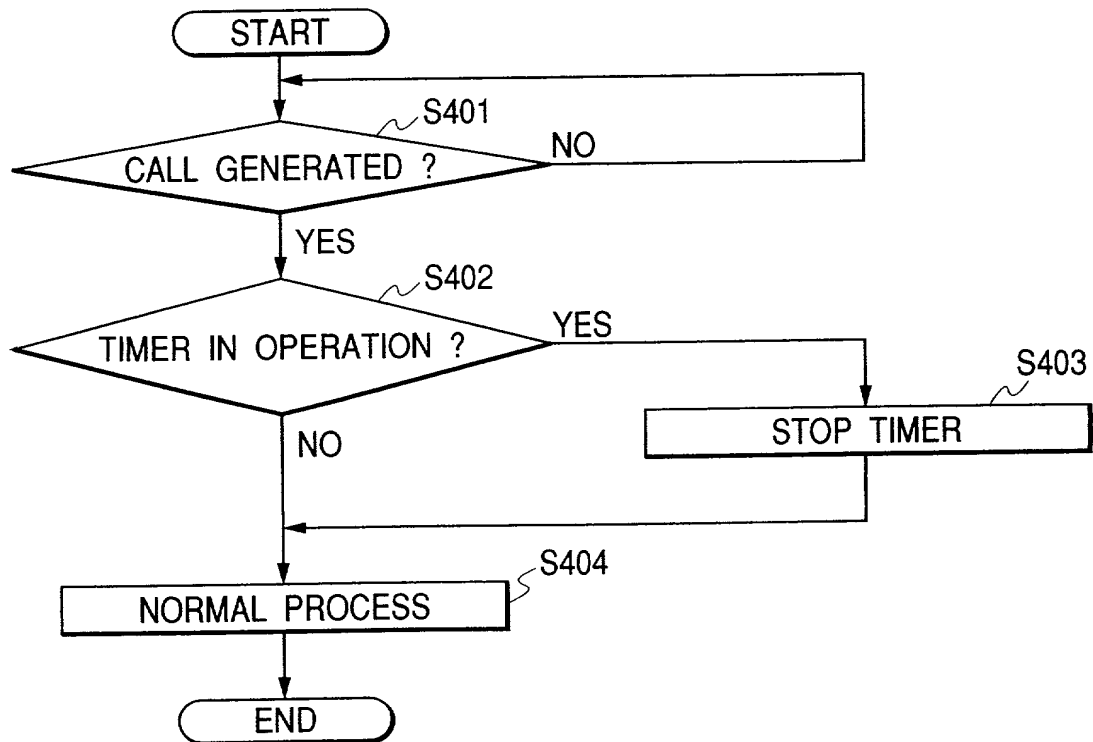 START
S401
CALL GENERATED ?
NO
YES
S402
TIMER IN OPERATION ?
YES
S403
STOP TIMER
NO
S404
NORMAL PROCESS
END